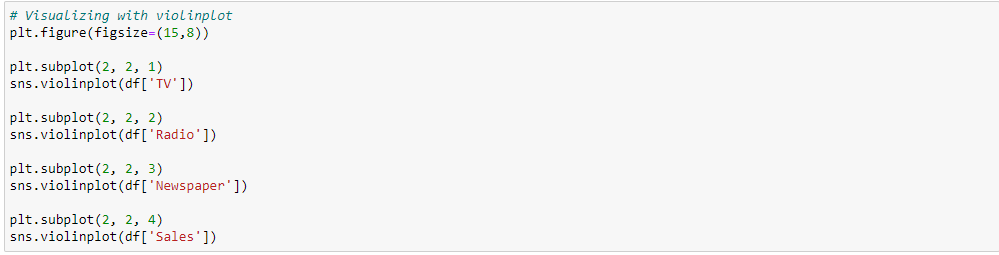 # Visualizing with violinplot
plt.figure(figsize=(15,8))
plt.subplot(2, 2, 1)
sns.violinplot(df['TV'])
plt.subplot(2, 2, 2)
sns.violinplot(df['Radio'])
plt.subplot(2, 2, 3)
sns.violinplot(df['Newspaper'])
plt.subplot(2, 2, 4)
sns.violinplot(df['Sales'])